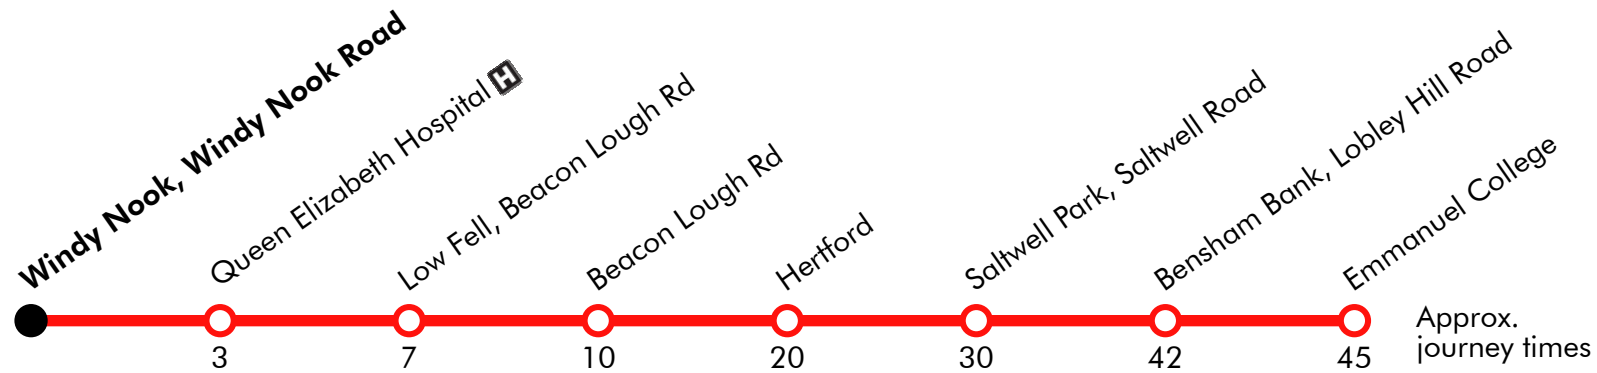 Windy Nook, Windy Nook Road
Queen Elizabeth Hospital H
Low Fell, Beacon Lough Rd
Beacon Lough Rd
Hertford
Saltwell Park, Saltwell Road
Bensham Bank, Lobley Hill Road
Emmanuel College
3
7
10
20
30
42
45
Approx.
journey times